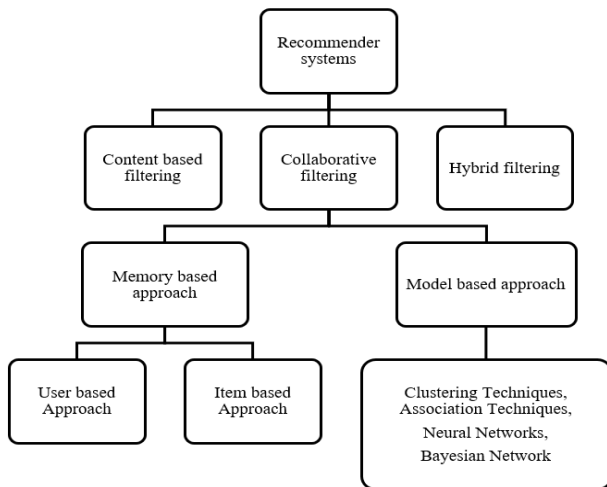 Recommender
systems
Content based
filtering
Collaborative
filtering
Hybrid filtering
Memory based
approach
Model based approach
User based
Approach
Item based
Approach
Clustering Techniques,
Association Techniques,
Neural Networks,
Bayesian Network